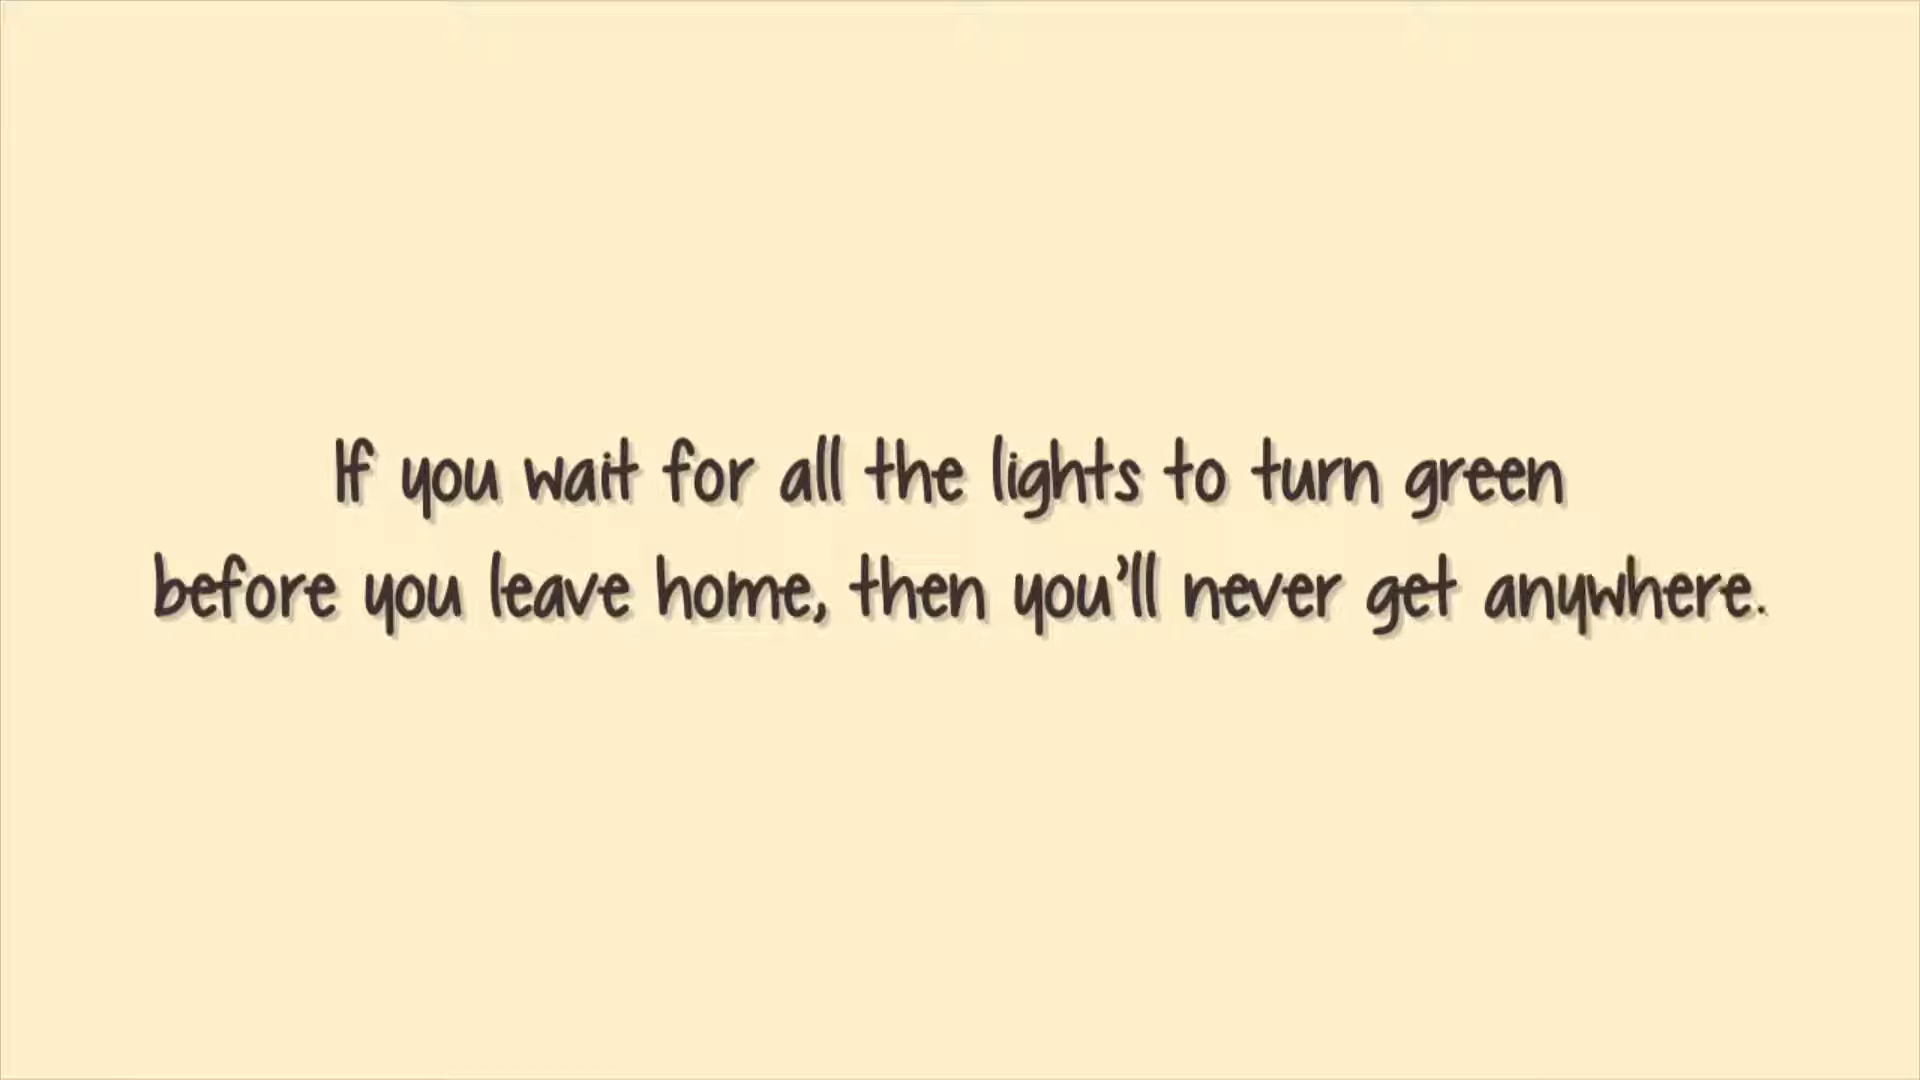 If you wait for all the lights to turn green
before you leave home, then you'll never get anywhere.